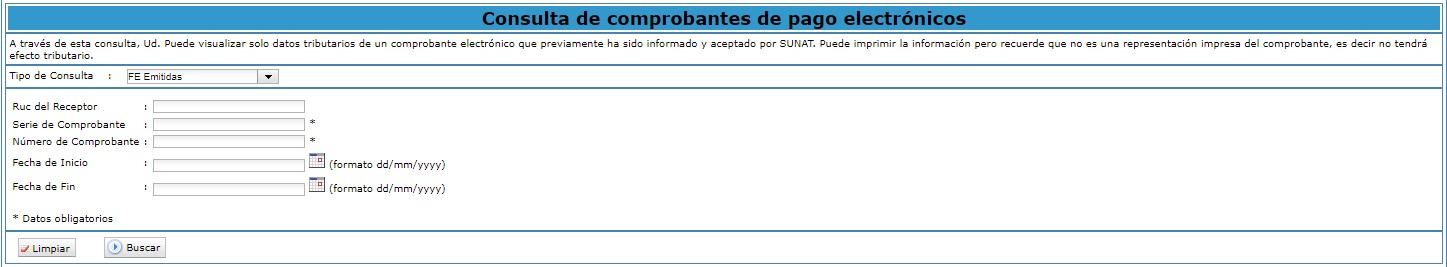 Consulta de comprobantes de pago electrónicos
A través de esta consulta, Ud. Puede visualizar solo datos tributarios de un comprobante electrónico que previamente ha sido informado y aceptado por SUNAT. Puede imprimir la información pero recuerde que no es una representación impresa del comprobante, es decir no tendrá
efecto tributario.
Tipo de Consulta : FE Emitidas
Ruc del Receptor :
Serie de Comprobante : *
Número de Comprobante : *
Fecha de Inicio : (formato dd/mm/yyyy)
Fecha de Fin : (formato dd/mm/yyyy)
* Datos obligatorios
Limpiar Buscar